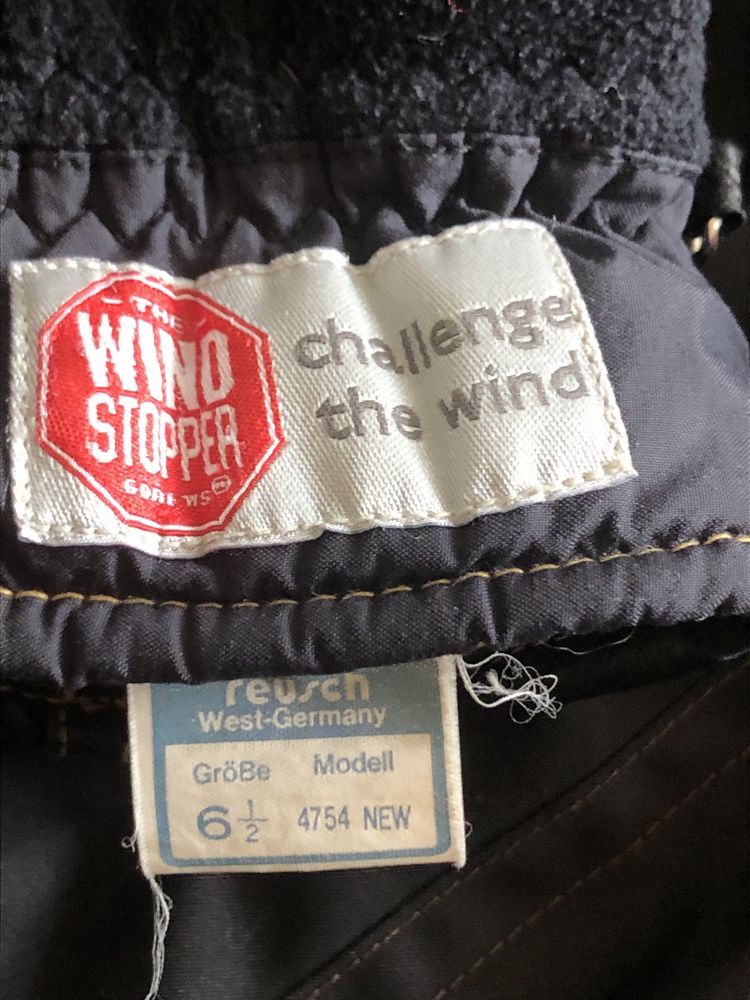 THE
WIND
STOPPER
GORE WS
challenge
the wind
reusch
West-Germany
Größe Modell
6 1/2 4754 NEW